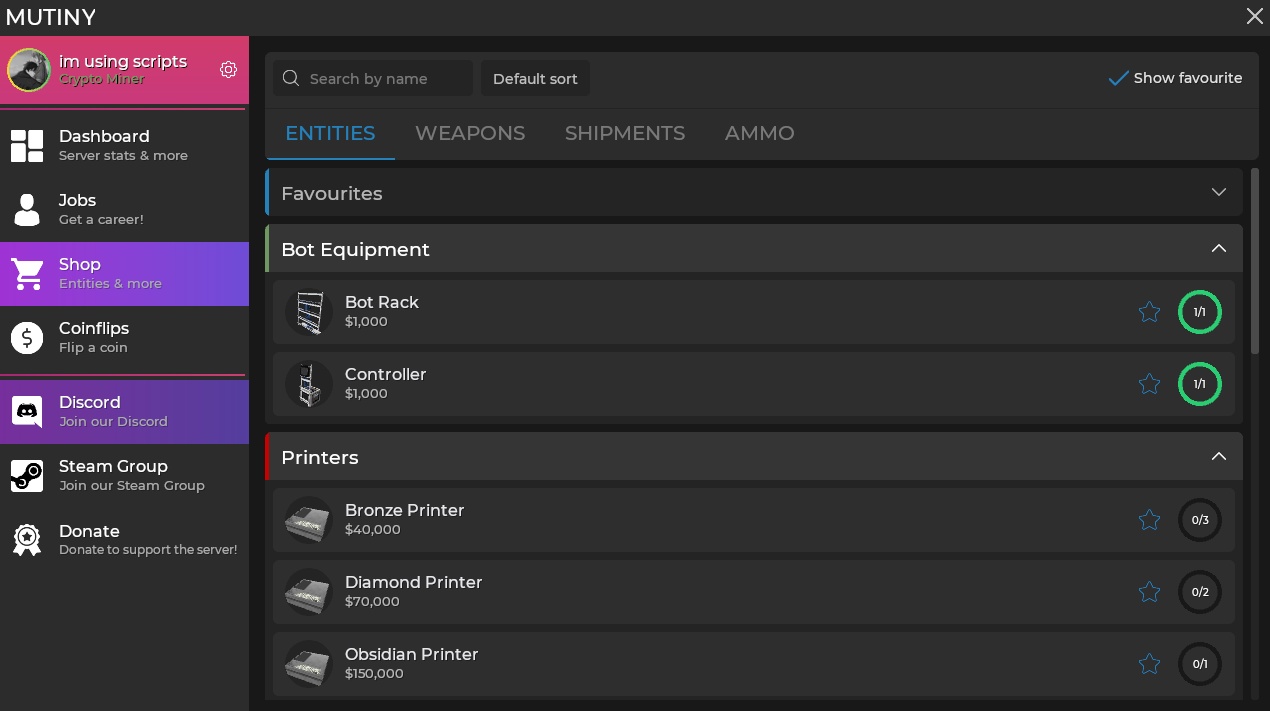 MUTINY
im using scripts
Crypto Miner
Dashboard
Server stats & more
Jobs
Get a career!
Shop
Entities & more
Coinflips
Flip a coin
Discord
Join our Discord
Steam Group
Join our Steam Group
Donate
Donate to support the server!
Search by name
Default sort
Show favourite
ENTITIES WEAPONS SHIPMENTS AMMO
Favourites
Bot Equipment
Bot Rack
$1,000
1/1
Controller
$1,000
1/1
Printers
Bronze Printer
$40,000
0/3
Diamond Printer
$70,000
0/2
Obsidian Printer
$150,000
0/1